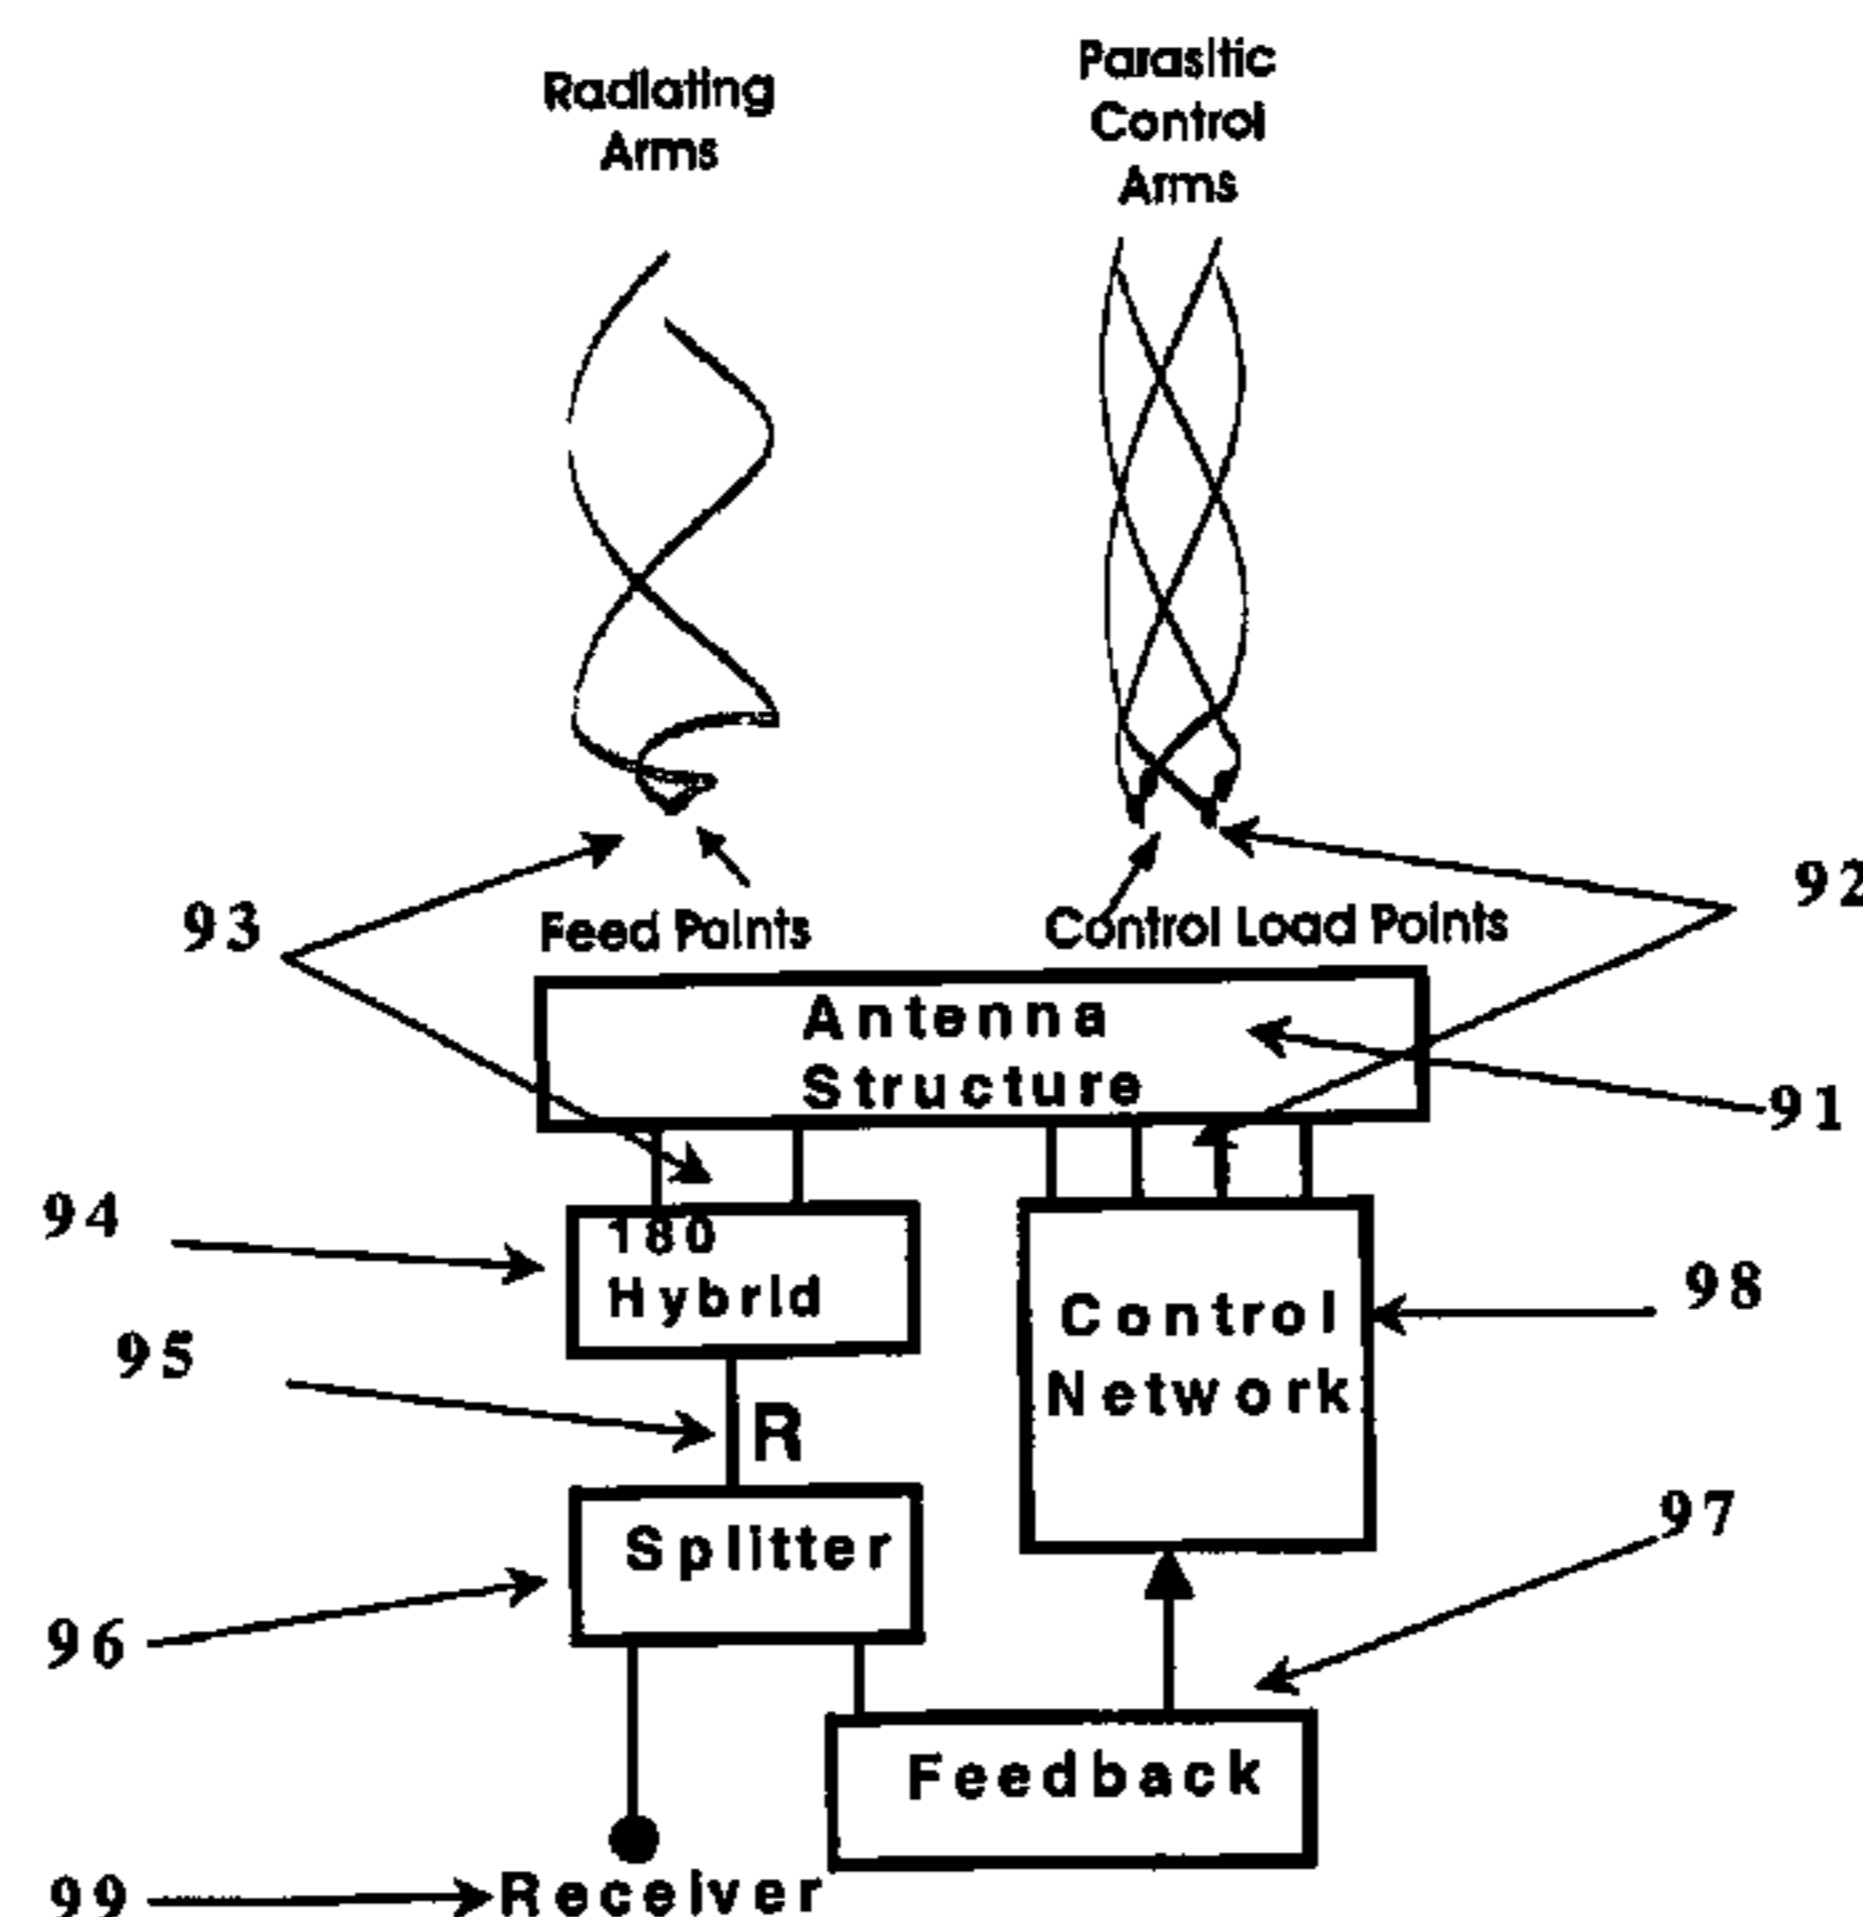 Radiating
Arms
Parasitic
Control
Arms
92
93
Feed Points
Control Load Points
Antenna
Structure
91
94
180
Hybrid
98
Control
Network
95
R
97
Splitter
96
Feedback
99
Receiver